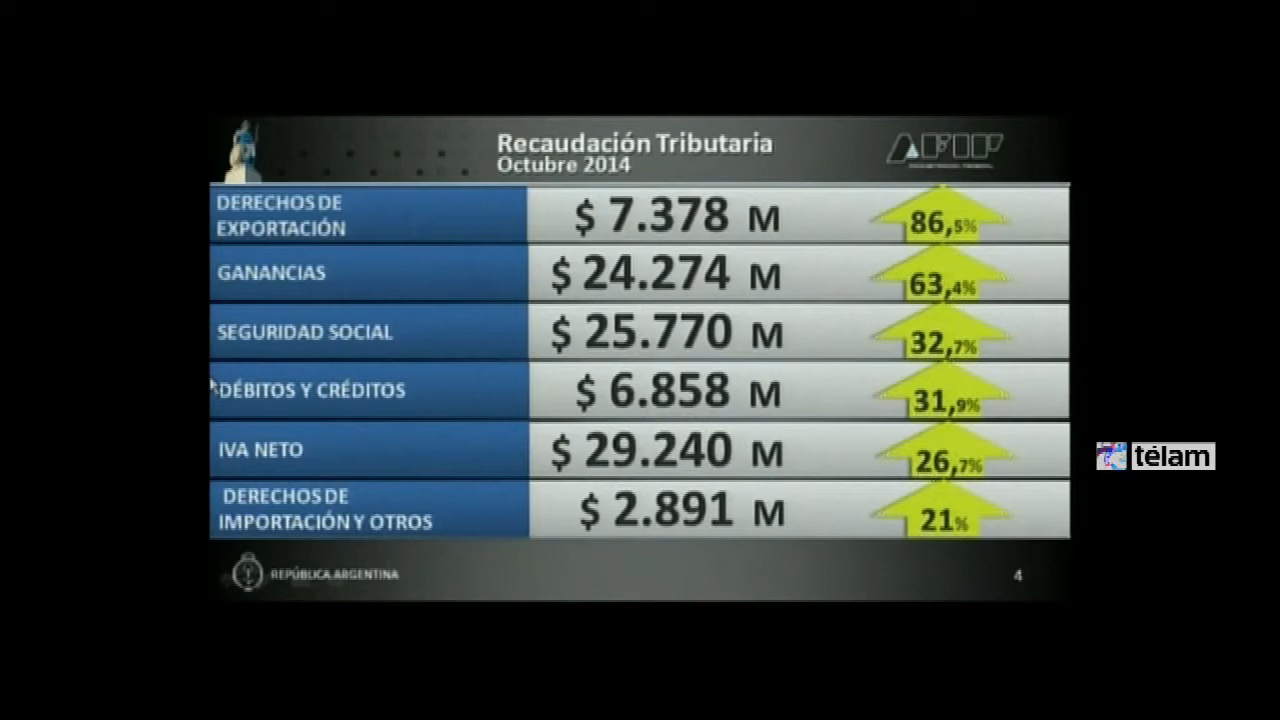 Recaudación Tributaria
Octubre 2014
AFIP
DERECHOS DE
EXPORTACIÓN
$ 7.378 M
86,5%
GANANCIAS
$ 24.274 M
63,4%
SEGURIDAD SOCIAL
$ 25.770 M
32,7%
DÉBITOS Y CRÉDITOS
$ 6.858 M
31,9%
IVA NETO
$ 29.240 M
26,7%
DERECHOS DE
IMPORTACIÓN Y OTROS
$ 2.891 M
21%
télam
REPÚBLICA ARGENTINA
4